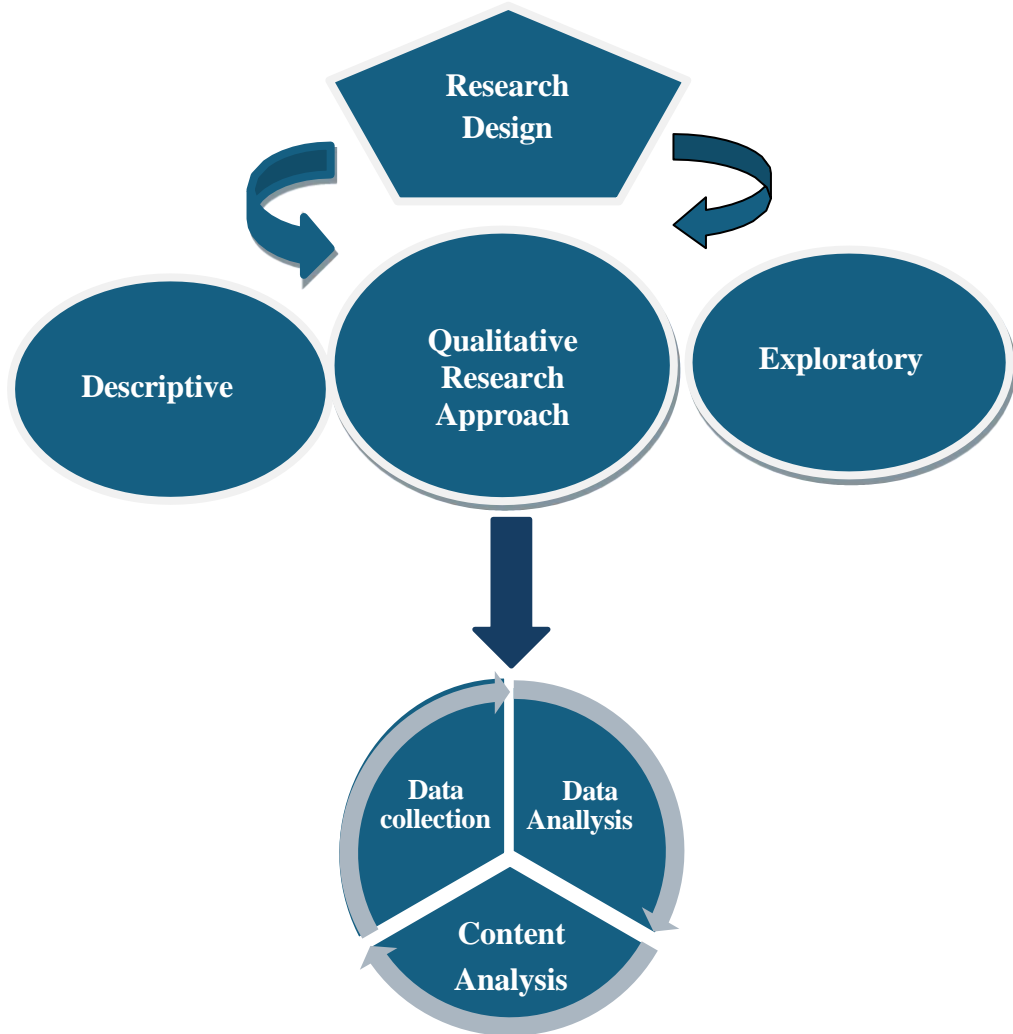 Research
Design
Descriptive
Qualitative
Research
Approach
Exploratory
Data
collection
Data
Anallysis
Content
Analysis